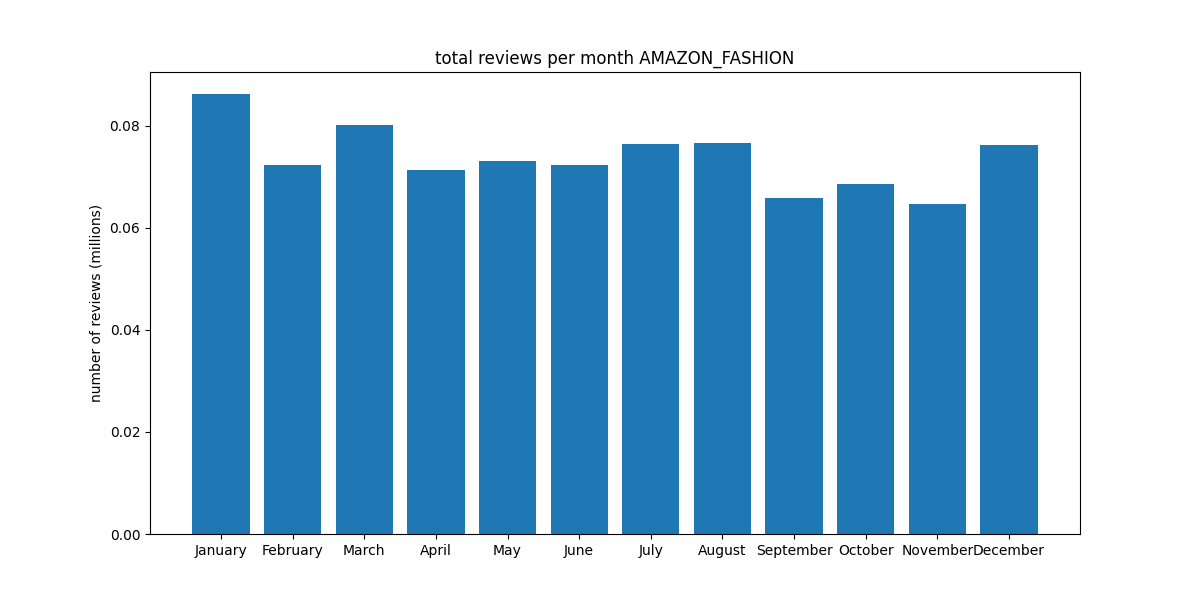 total reviews per month AMAZON_FASHION
number of reviews (millions)
0.08
0.06
0.04
0.02
0.00
January February March April May June July August September October November December